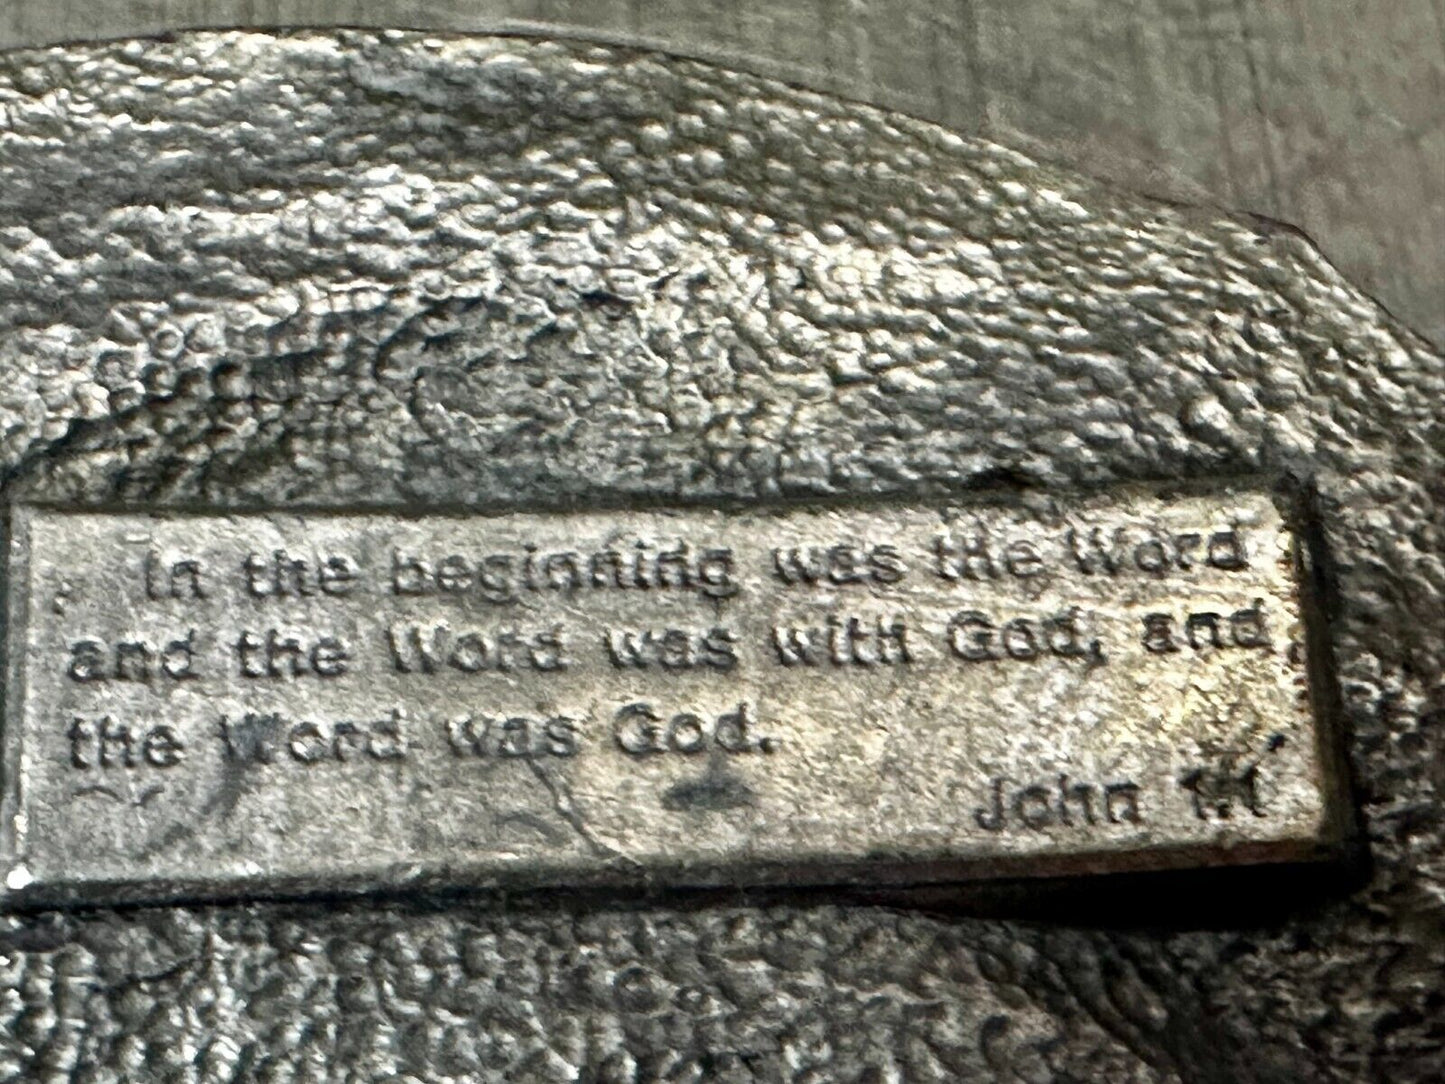 In the beginning was the Word
and the Word was with God, and
the Word was God.
John 1:1